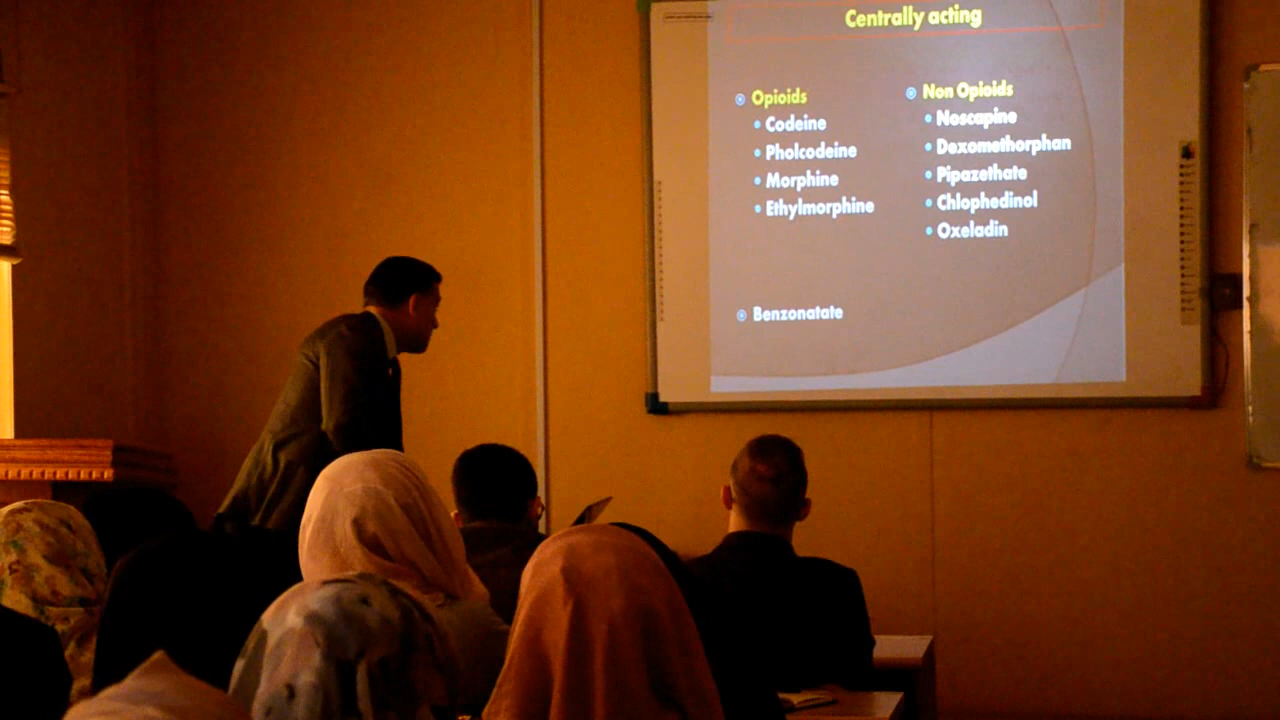 Centrally acting
Opioids
Codeine
Pholcodeine
Morphine
Ethylmorphine
Non Opioids
Noscapine
Dexomethorphan
Pipazethate
Chlophedinol
Oxeladin
Benzonatate